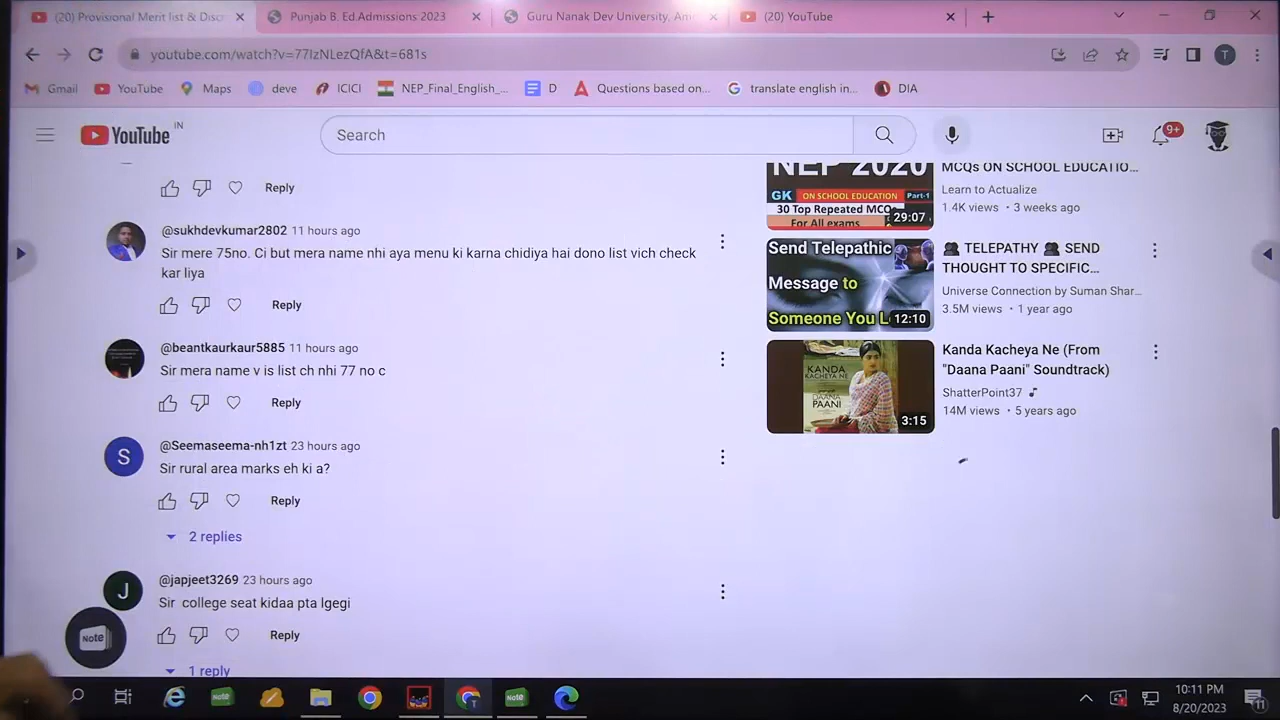 (20) Provisional Merit list & Disc
Punjab B. Ed Admissions 2023
Guru Nanak Dev University, Am
(20) YouTube
youtube.com/watch?v=77IzNLezQfA&t=681s
T
Gmail
YouTube
Maps
deve
ICICI
NEP_Final_English_...
D
Questions based on...
translate english in...
DIA
YouTube IN
Search
9+
Reply
@sukhdevkumar2802 11 hours ago
Sir mere 75no. Ci but mera name nhi aya menu ki karna chidiya hai dono list vich check
kar liya
Reply
@beantkaurkaur5885 11 hours ago
Sir mera name v is list ch nhi 77 no c
Reply
S
@Seemaseema-nh1zt 23 hours ago
Sir rural area marks eh ki a?
Reply
2 replies
J
@japjeet3269 23 hours ago
Sir college seat kidaa pta lgegi
Reply
1 reply
Note
NEP 2020
GK ON SCHOOL EDUCATION Part-1
30 Top Repeated MCQs
For All exams
29:07
MCQs ON SCHOOL EDUCATIO...
Learn to Actualize
1.4K views • 3 weeks ago
Send Telepathic
Message to
Someone You L
12:10
TELEPATHY SEND
THOUGHT TO SPECIFIC...
Universe Connection by Suman Shar...
3.5M views • 1 year ago
KANDA
KACHEYA NE
DAANA
PAANI
3:15
Kanda Kacheya Ne (From
"Daana Paani" Soundtrack)
ShatterPoint37
14M views • 5 years ago
Note
Note
T
10:11 PM
8/20/2023
11